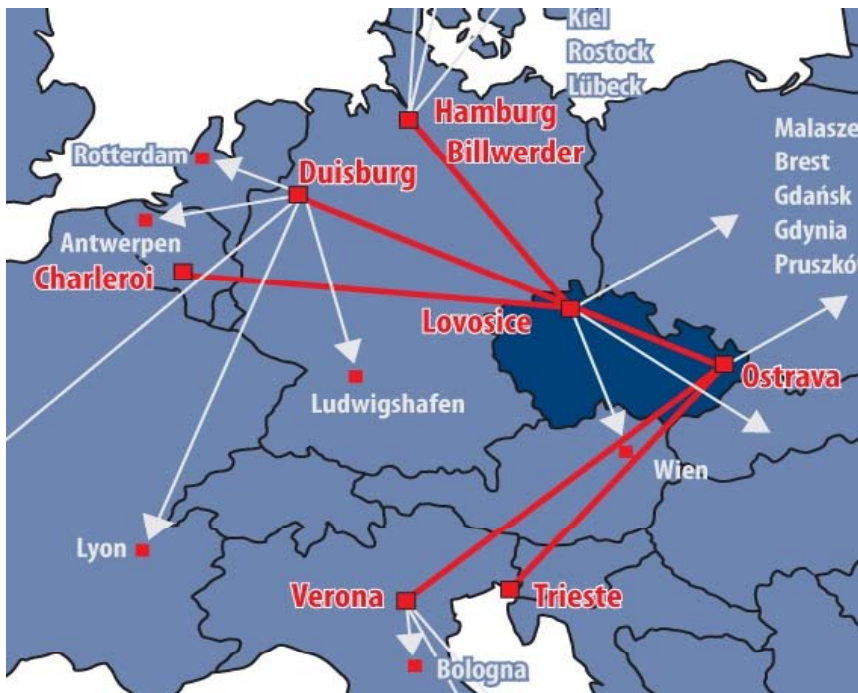 Kiel
Rostock
Lübeck
Hamburg
Billwerder
Malasze
Brest
Gdańsk
Gdynia
Pruszków
Rotterdam
Duisburg
Antwerpen
Charleroi
Lovosice
Ostrava
Ludwigshafen
Wien
Lyon
Verona
Trieste
Bologna